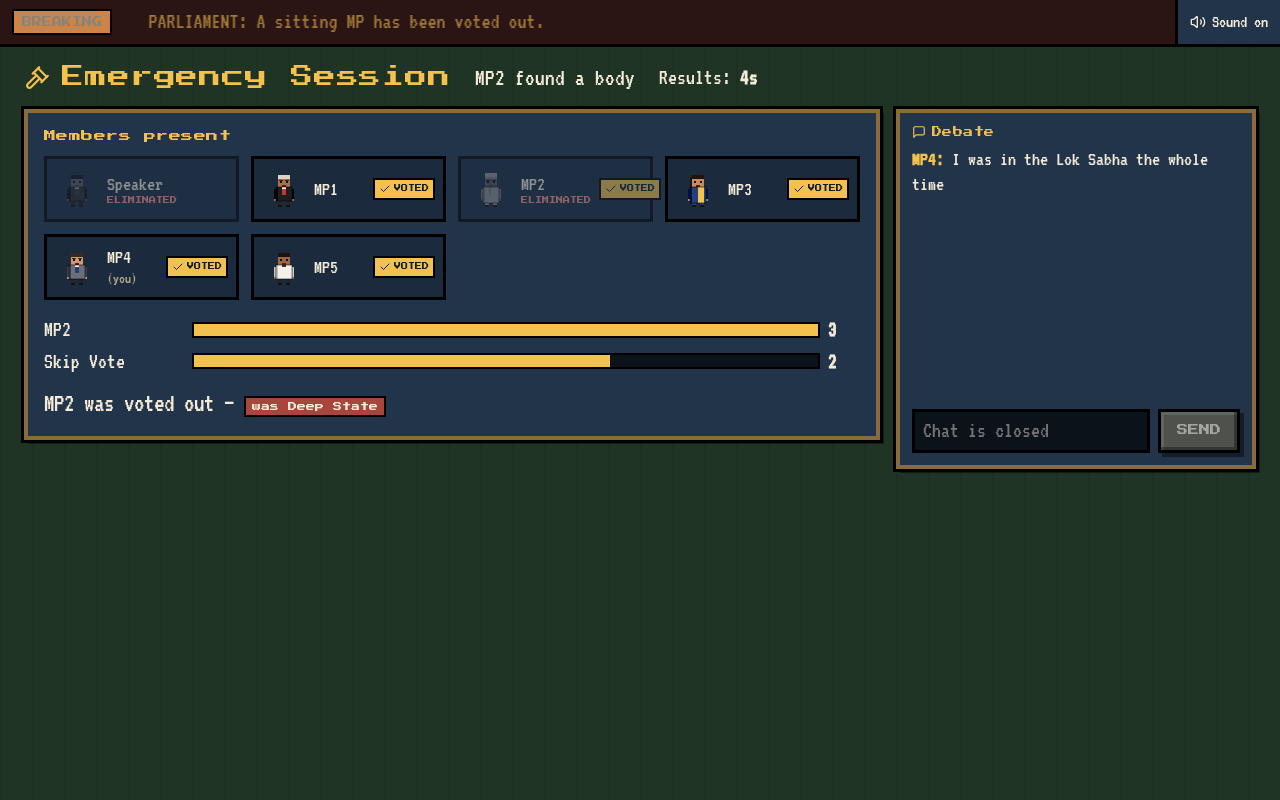 BREAKING
PARLIAMENT: A sitting MP has been voted out.
Sound on
Emergency Session
MP2 found a body
Results: 4s
Members present
Speaker
ELIMINATED
MP1
VOTED
MP2
ELIMINATED
VOTED
MP3
VOTED
MP4
(you)
VOTED
MP5
VOTED
MP2
3
Skip Vote
2
MP2 was voted out — was Deep State
Debate
MP4: I was in the Lok Sabha the whole
time
Chat is closed
SEND